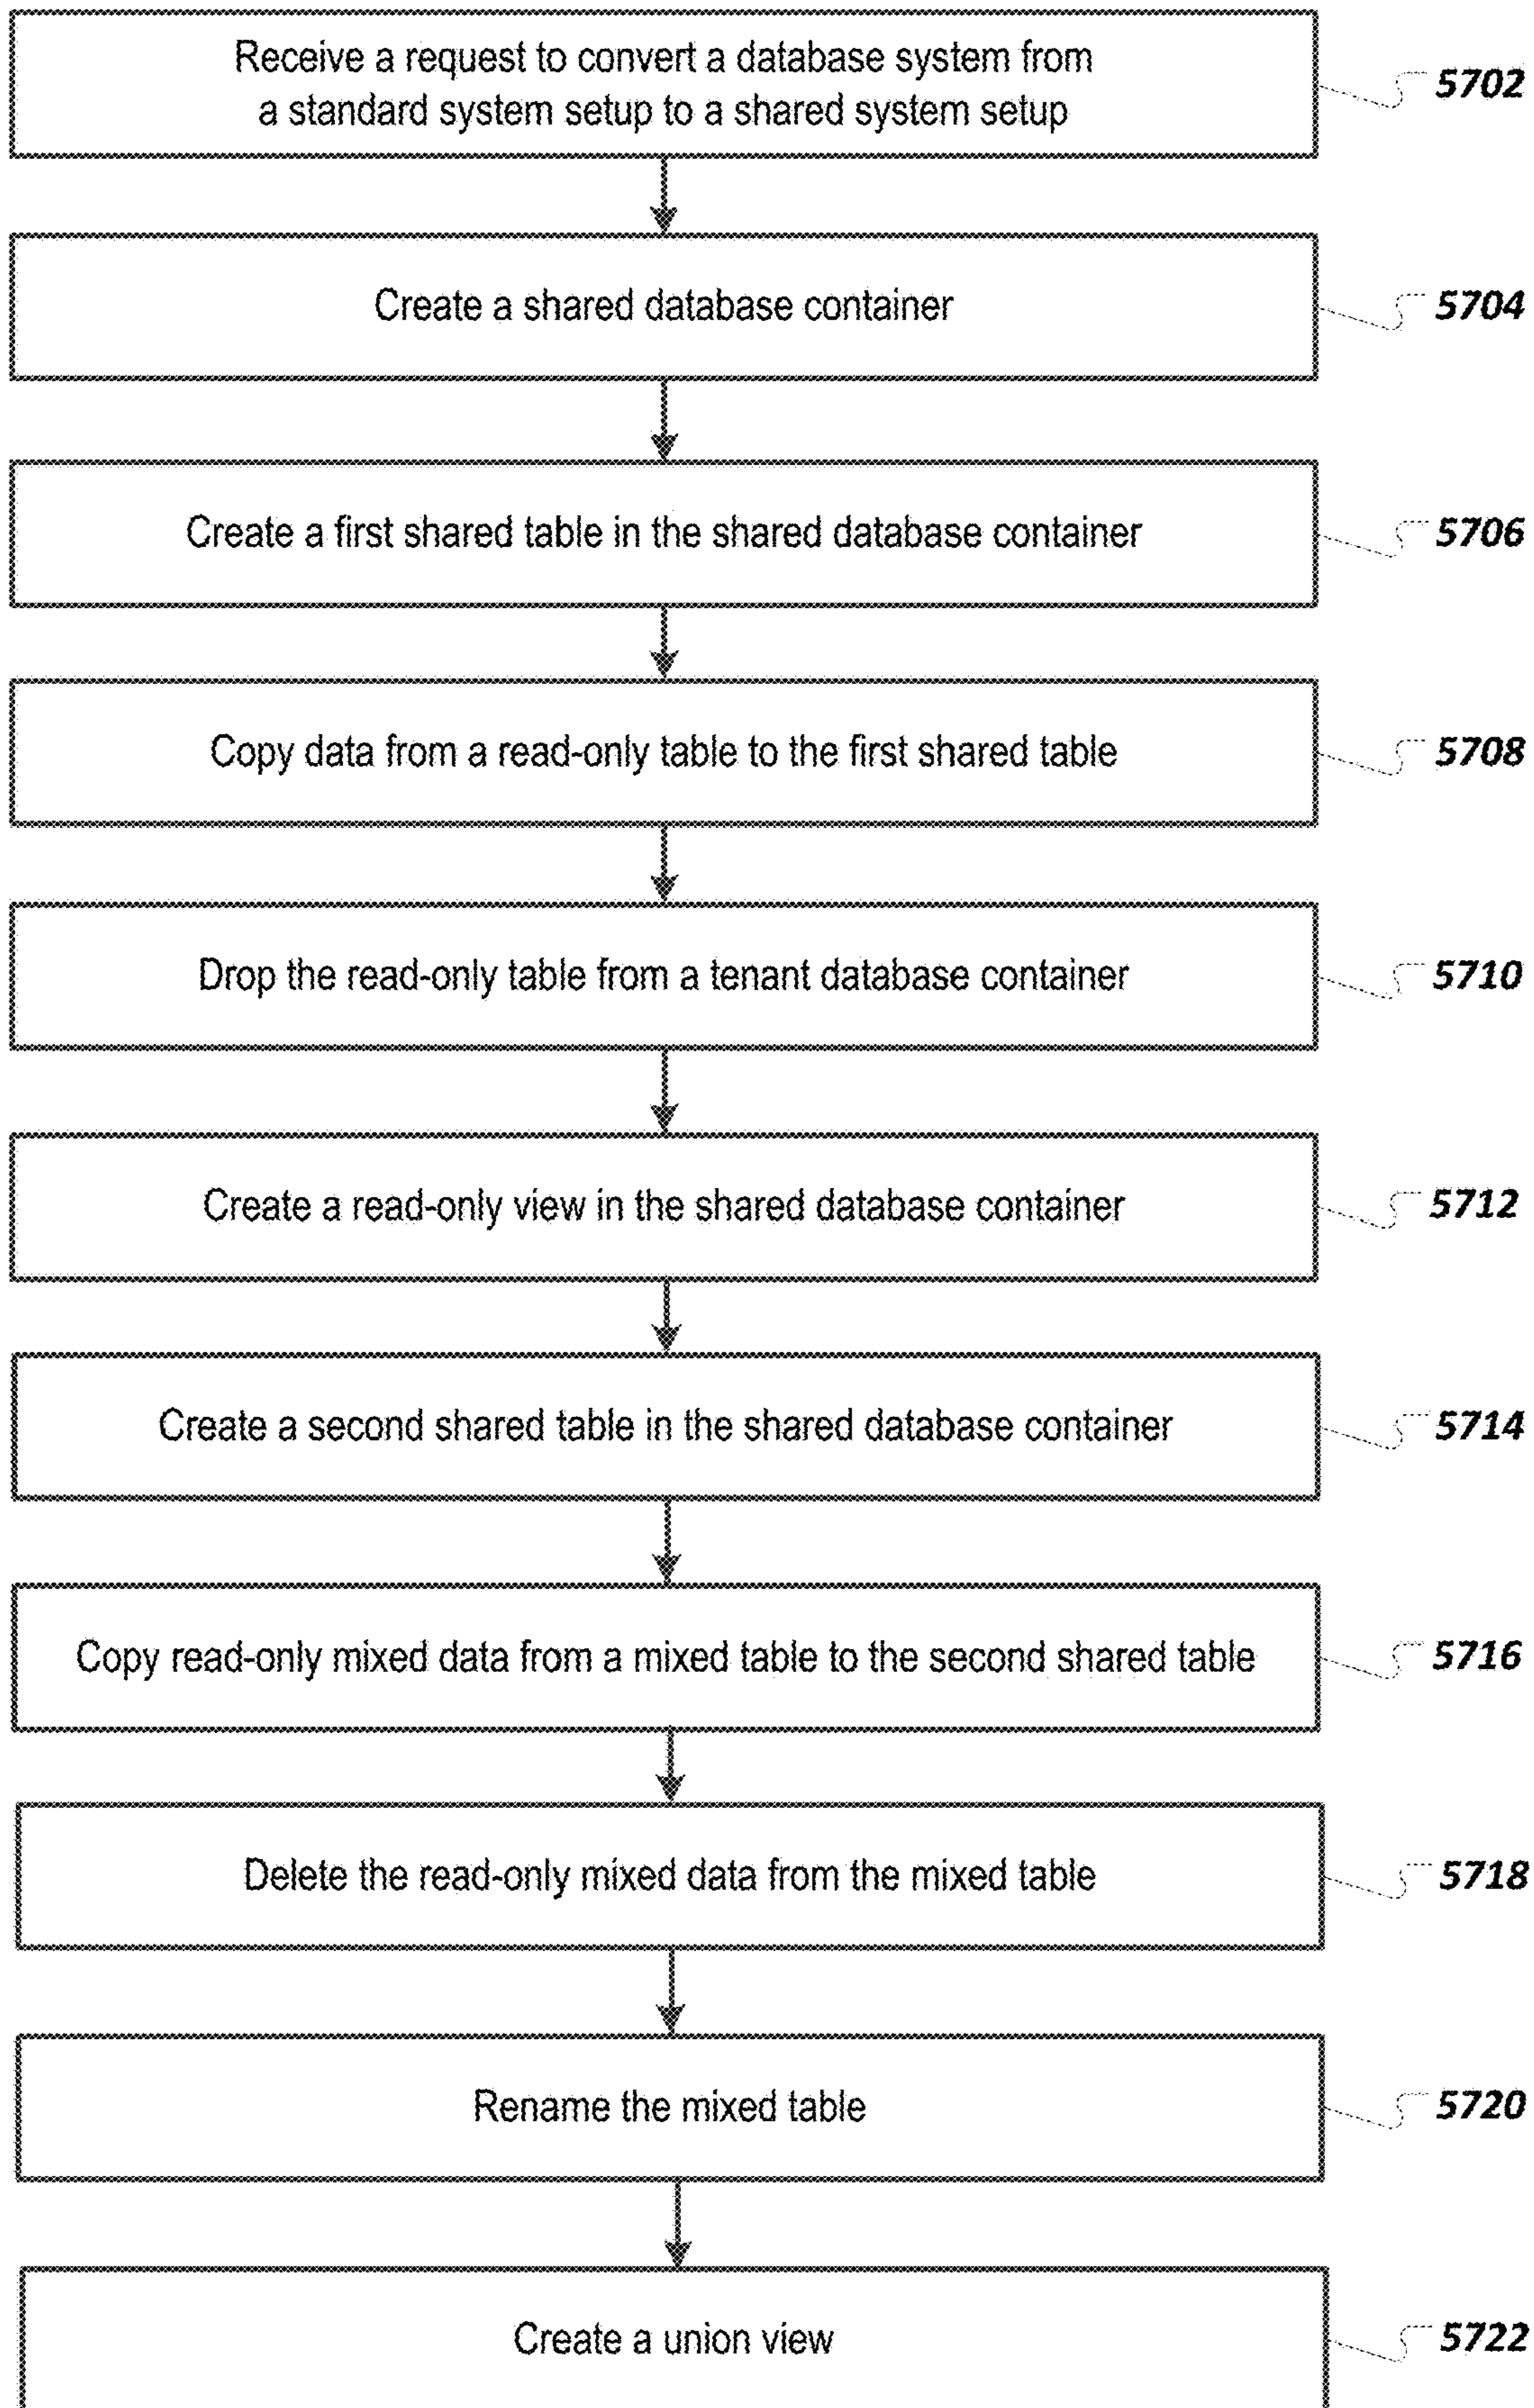 Receive a request to convert a database system from
a standard system setup to a shared system setup
5702
Create a shared database container
5704
Create a first shared table in the shared database container
5706
Copy data from a read-only table to the first shared table
5708
Drop the read-only table from a tenant database container
5710
Create a read-only view in the shared database container
5712
Create a second shared table in the shared database container
5714
Copy read-only mixed data from a mixed table to the second shared table
5716
Delete the read-only mixed data from the mixed table
5718
Rename the mixed table
5720
Create a union view
5722